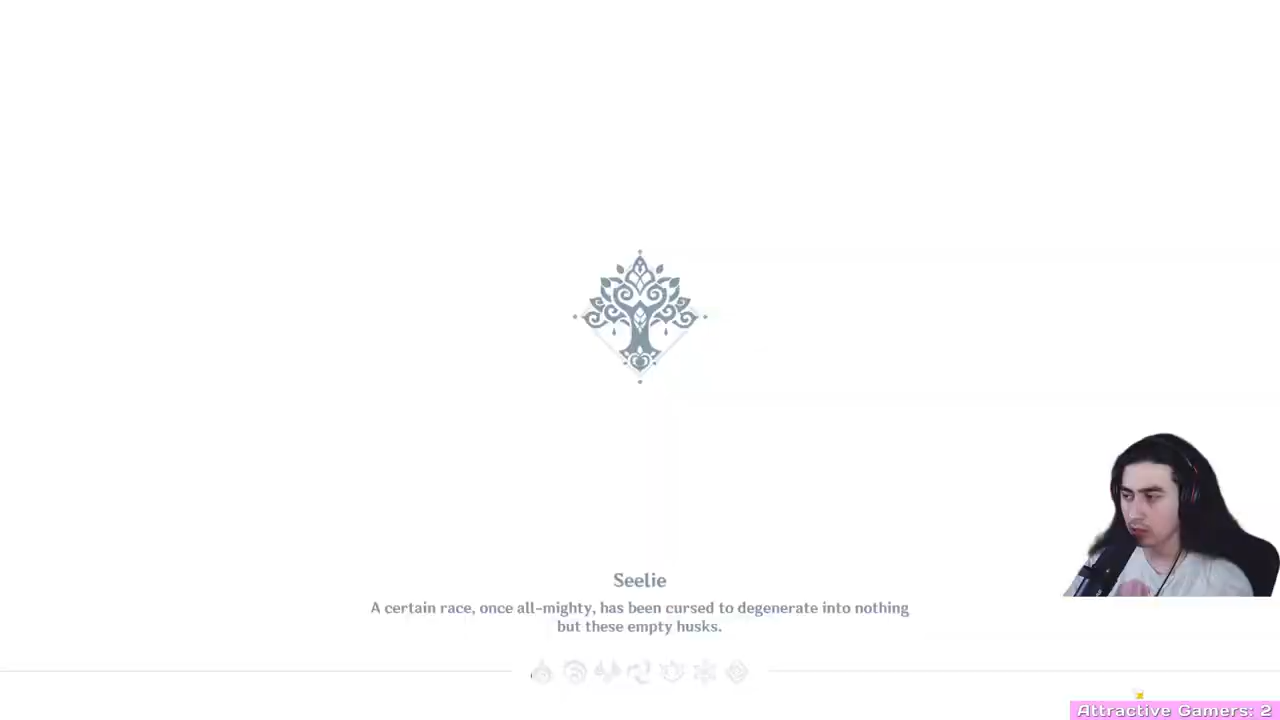 Seelie
A certain race, once all-mighty, has been cursed to degenerate into nothing
but these empty husks.
Attractive Gamers: 2